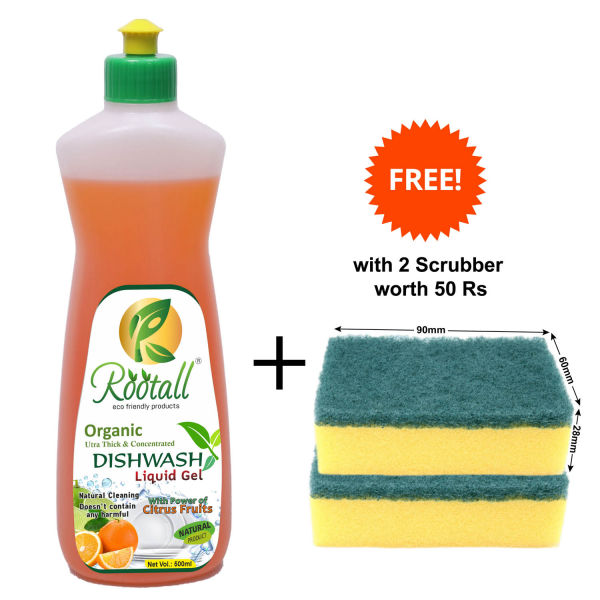 Rootall®
eco friendly products
Organic
Utra Thick & Concentrated
DISHWASH
Liquid Gel
Natural Cleaning
Doesn't contain
any harmful
With Power of
Citrus Fruits
NATURAL
PRODUCT
Net Vol.: 500ml
+
FREE!
with 2 Scrubber
worth 50 Rs
90mm
60mm
28mm